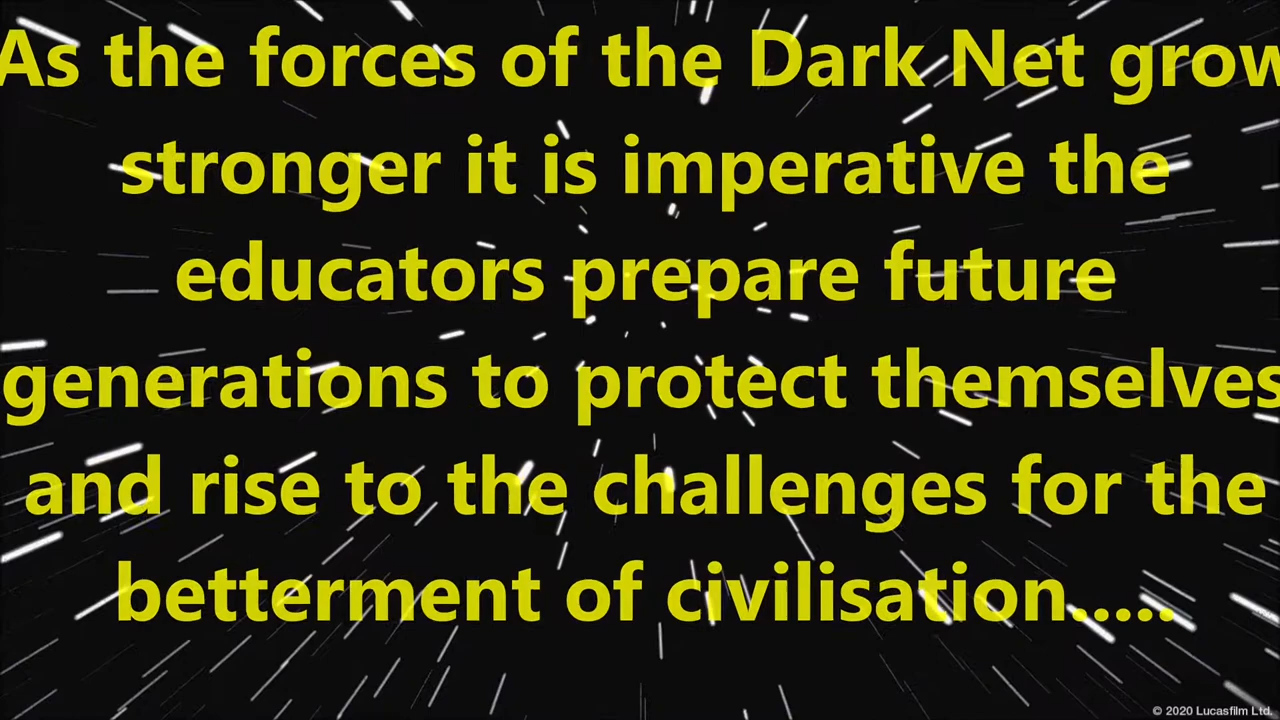 As the forces of the Dark Net grow
stronger it is imperative the
educators prepare future
generations to protect themselves
and rise to the challenges for the
betterment of civilisation.....
© 2020 Lucasfilm Ltd.